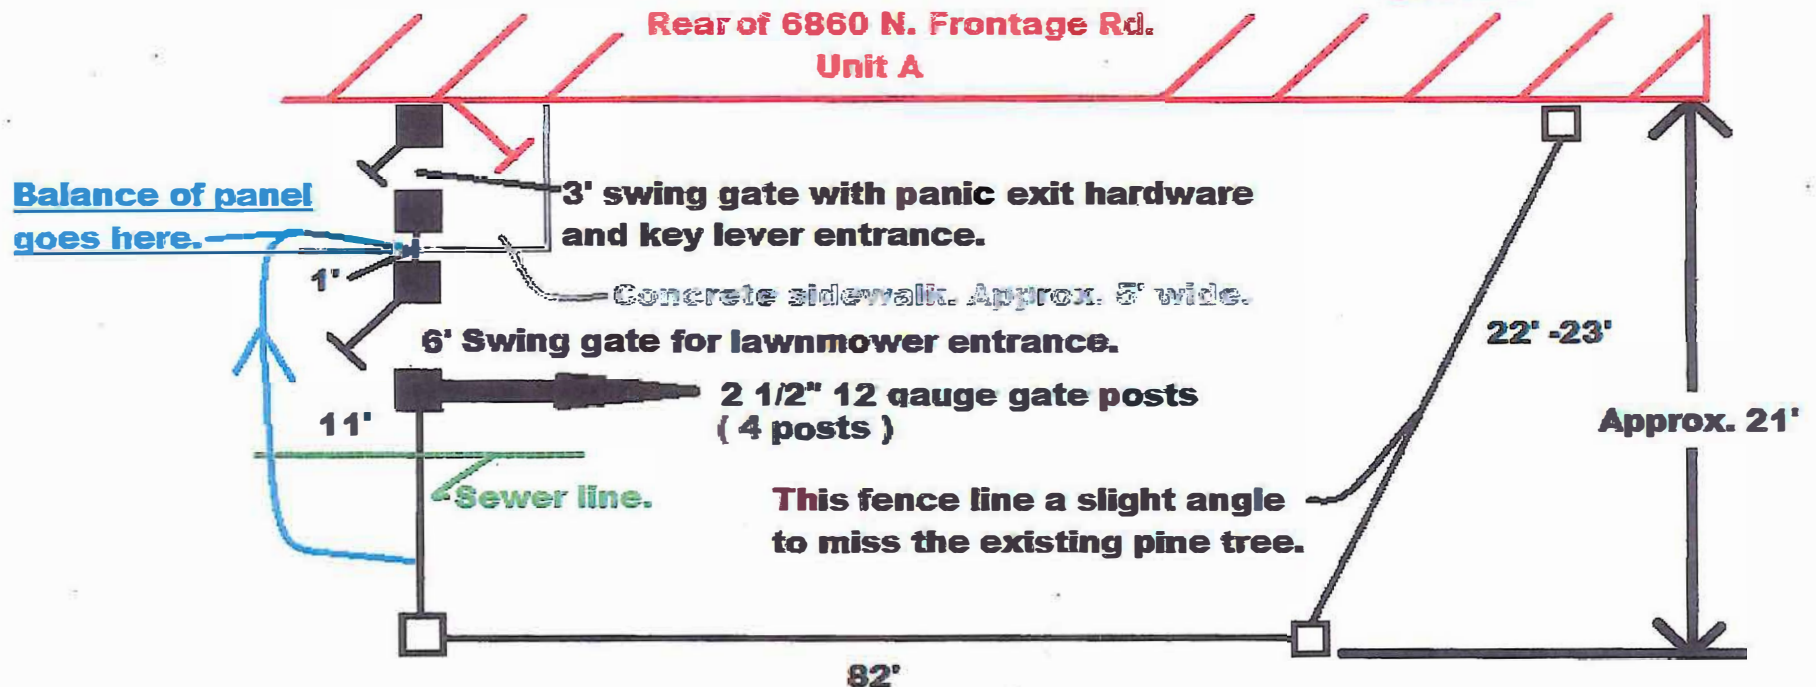 Rear of 6860 N. Frontage Rd.
Unit A
Balance of panel
goes here.
3' swing gate with panic exit hardware
and key lever entrance.
1'
Concrete sidewalk. Approx. 5' wide.
6' Swing gate for lawnmower entrance.
22' -23'
2 1/2" 12 gauge gate posts
( 4 posts )
11'
Approx. 21'
Sewer line.
This fence line a slight angle
to miss the existing pine tree.
82'